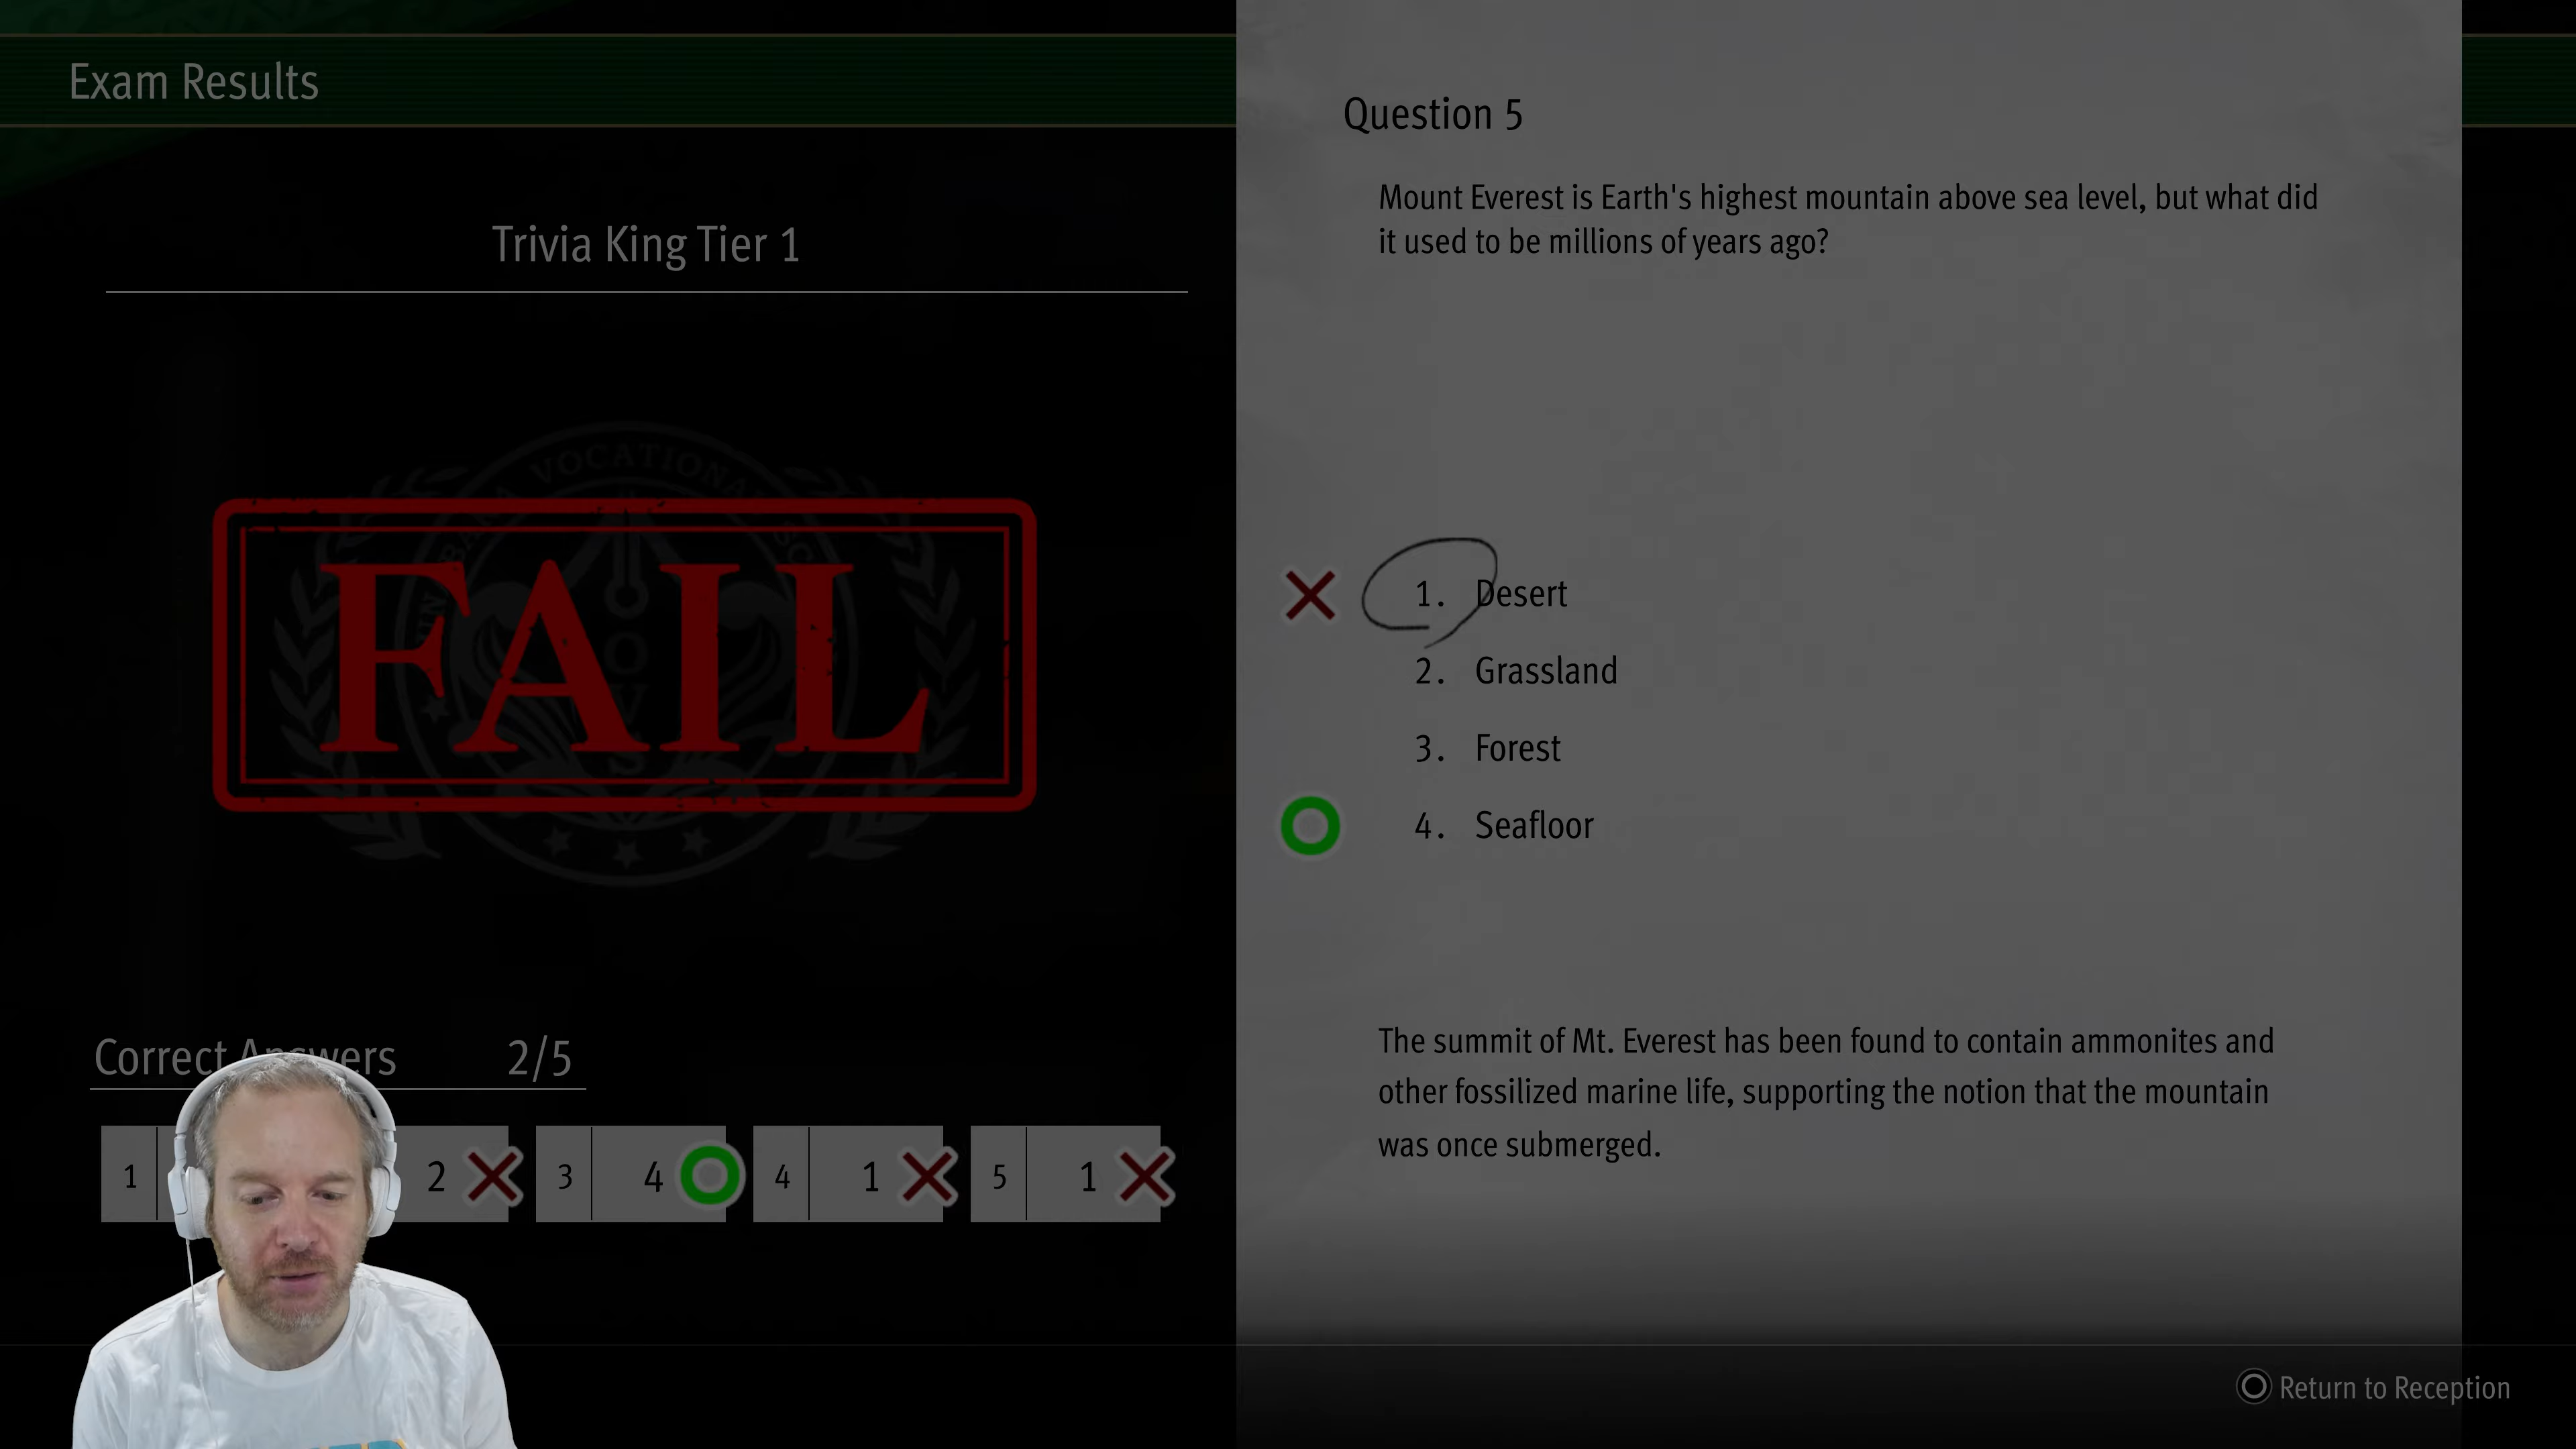 Exam Results
Trivia King Tier 1
FAIL
Correct Answers 2/5
1
2
3 4
4 1
5 1
Question 5
Mount Everest is Earth's highest mountain above sea level, but what did
it used to be millions of years ago?
1. Desert
2. Grassland
3. Forest
4. Seafloor
The summit of Mt. Everest has been found to contain ammonites and
other fossilized marine life, supporting the notion that the mountain
was once submerged.
Return to Reception